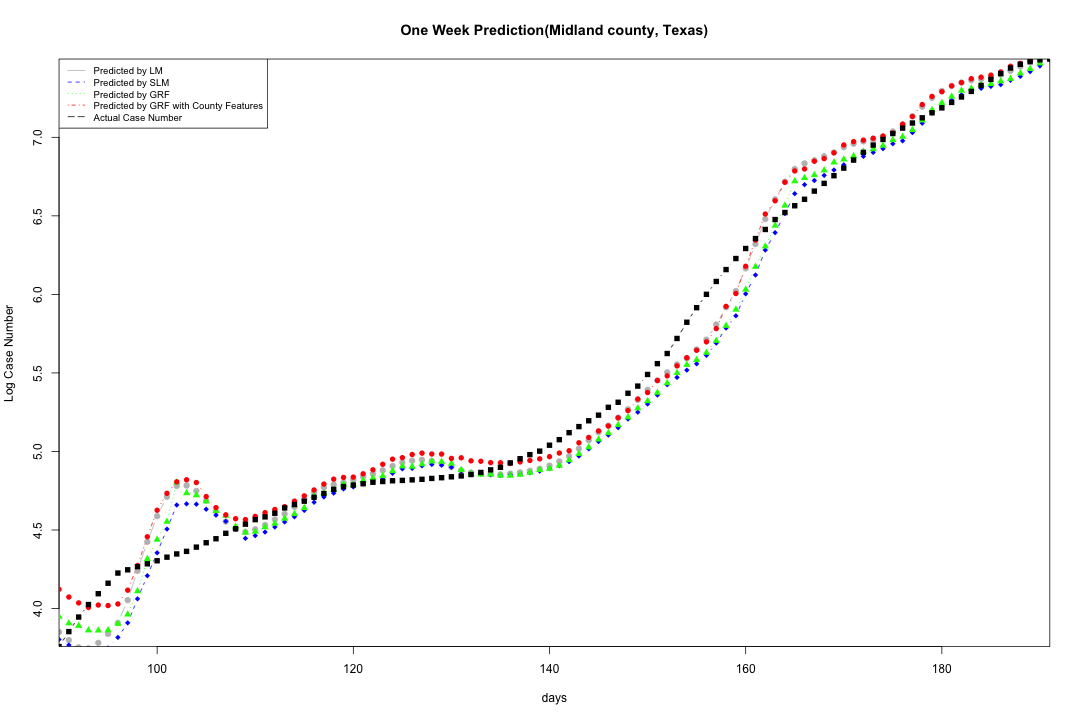 One Week Prediction(Midland county, Texas)
Predicted by LM
Predicted by SLM
Predicted by GRF
Predicted by GRF with County Features
Actual Case Number
7.0
6.5
6.0
5.5
5.0
4.5
4.0
Log Case Number
100 120 140 160 180
days